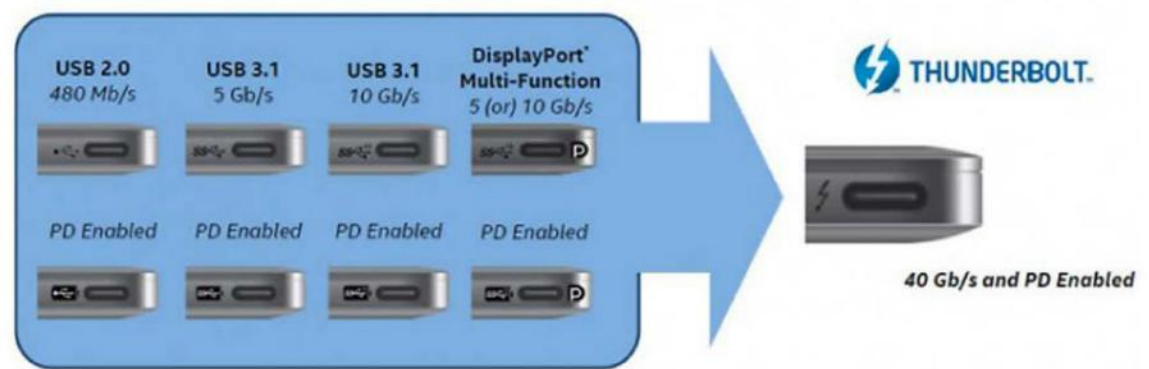 USB 2.0
480 Mb/s
USB 3.1
5 Gb/s
USB 3.1
10 Gb/s
DisplayPort*
Multi-Function
5 (or) 10 Gb/s
PD Enabled
PD Enabled
PD Enabled
PD Enabled
THUNDERBOLT™
40 Gb/s and PD Enabled